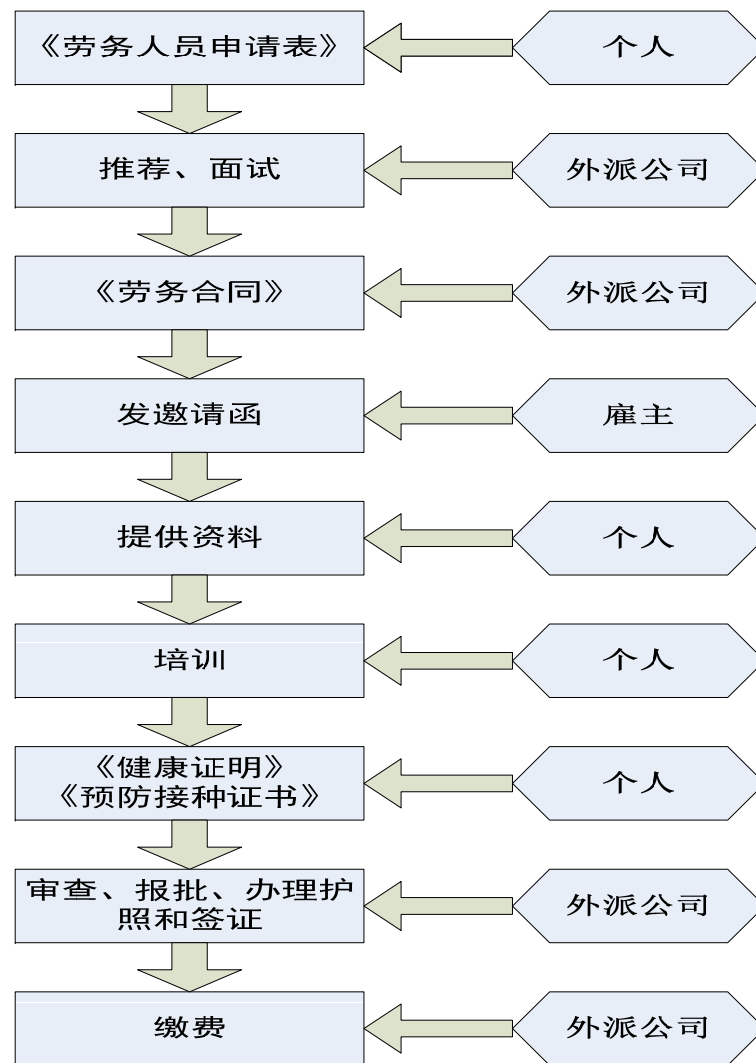 《劳务人员申请表》
个人
推荐、面试
外派公司
《劳务合同》
外派公司
发邀请函
雇主
提供资料
个人
培训
个人
《健康证明》
《预防接种证书》
个人
审查、报批、办理护
照和签证
外派公司
缴费
外派公司